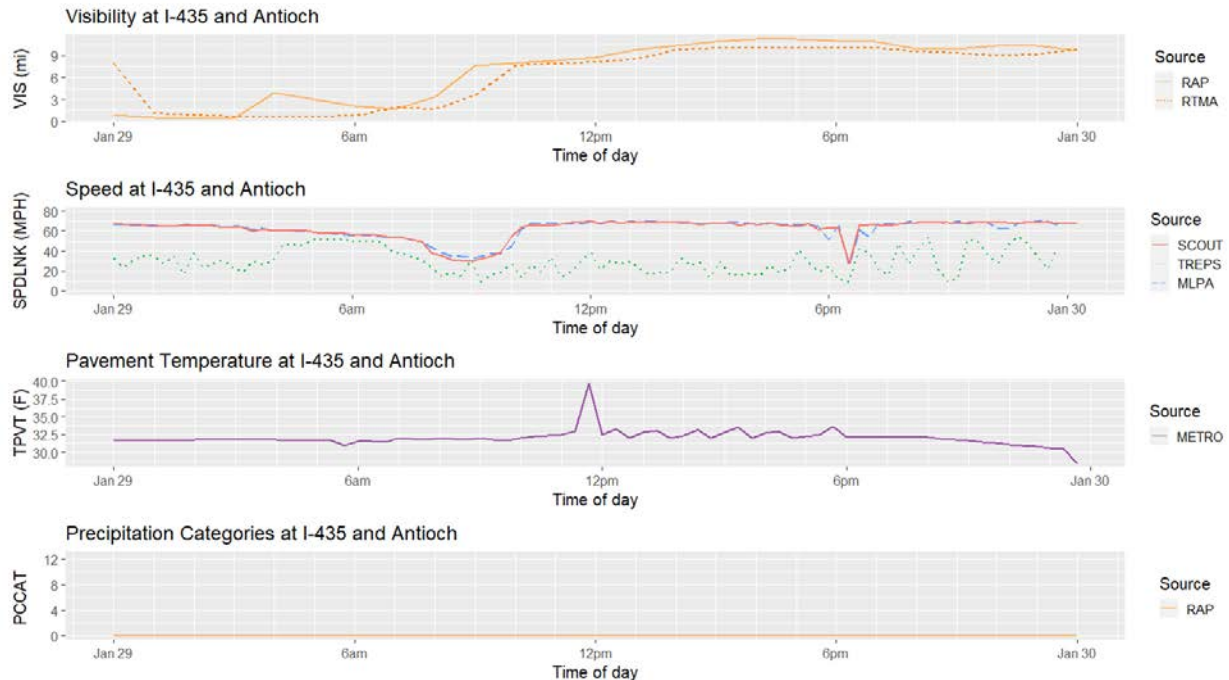 Visibility at I-435 and Antioch
VIS (mi)
9
6
3
0
Jan 29
6am
12pm
6pm
Jan 30
Time of day
Source
RAP
RTMA
Speed at I-435 and Antioch
SPDLNK (MPH)
80
60
40
20
0
Jan 29
6am
12pm
6pm
Jan 30
Time of day
Source
SCOUT
TREPS
MLPA
Pavement Temperature at I-435 and Antioch
TPVT (F)
40.0
37.5
35.0
32.5
30.0
Jan 29
6am
12pm
6pm
Jan 30
Time of day
Source
METRO
Precipitation Categories at I-435 and Antioch
PCCAT
12
8
4
0
Jan 29
6am
12pm
6pm
Jan 30
Time of day
Source
RAP